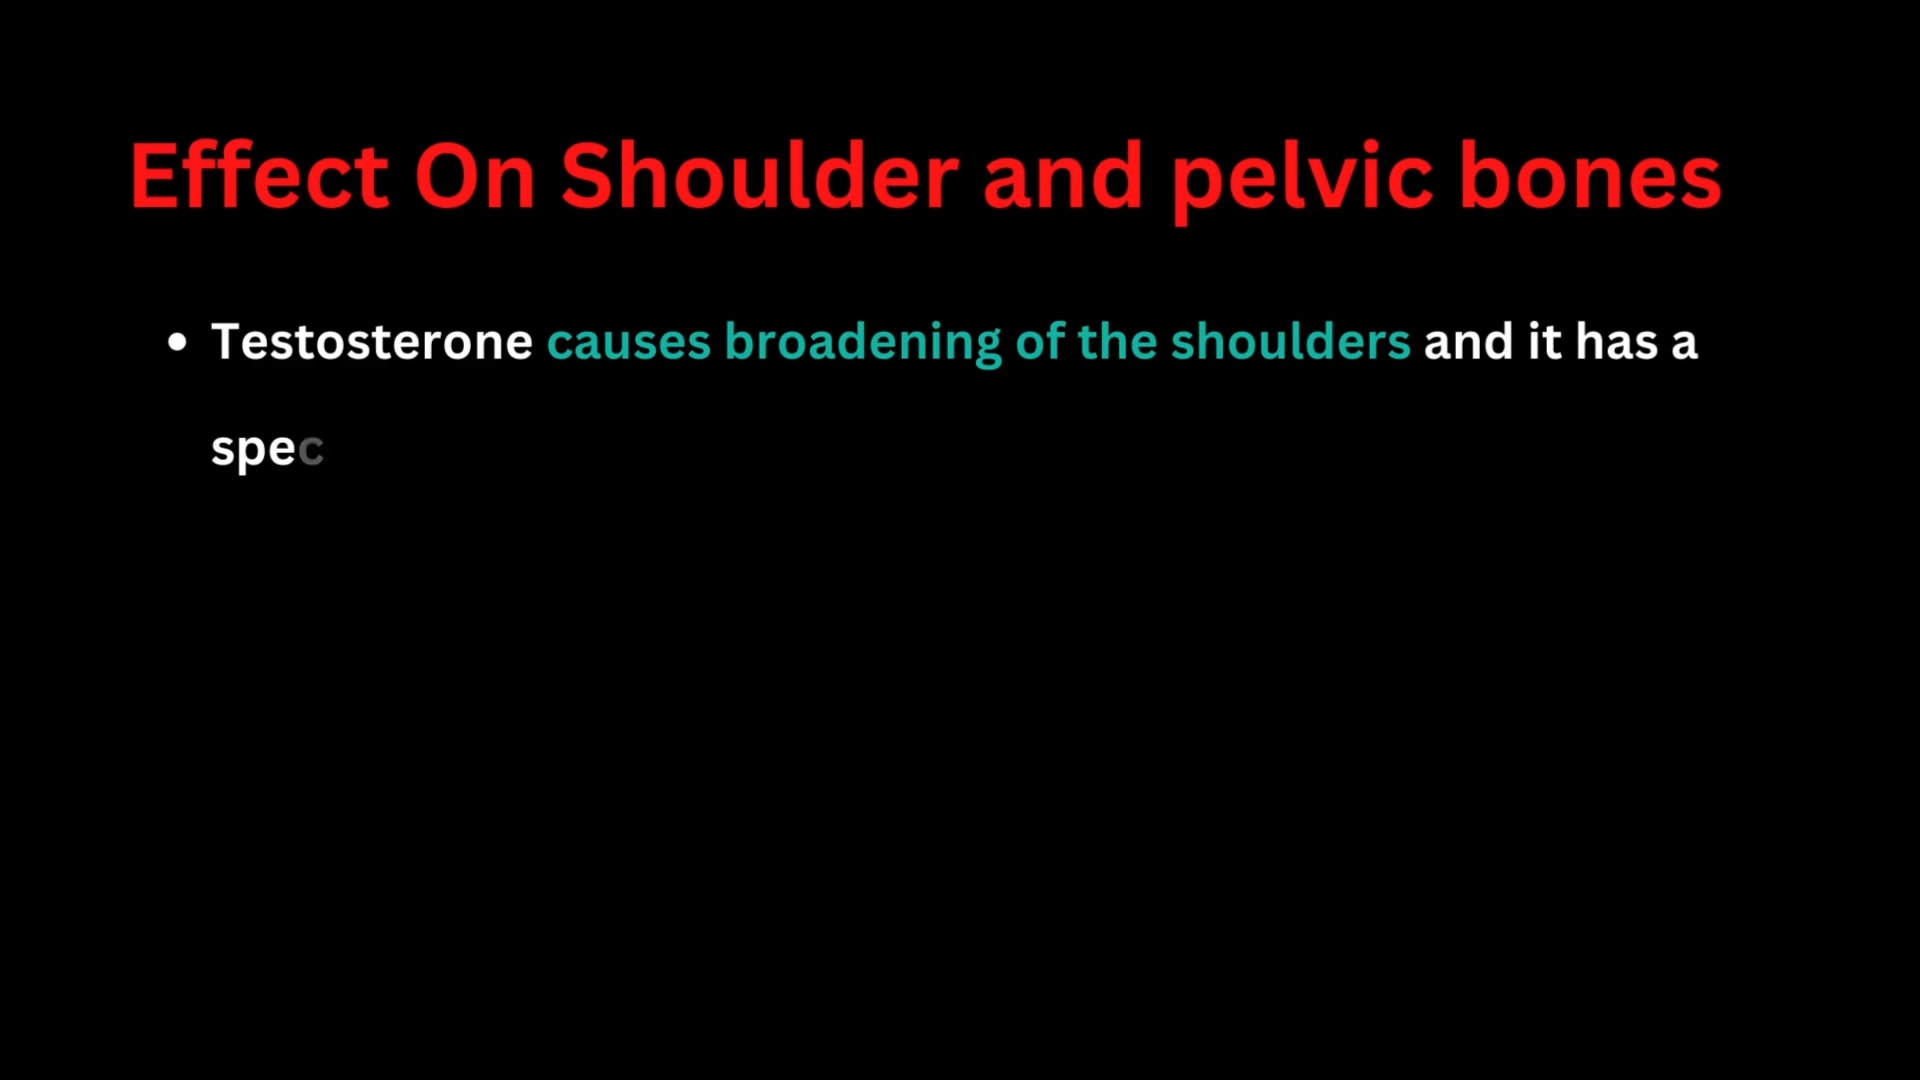 Effect On Shoulder and pelvic bones
• Testosterone causes broadening of the shoulders and it has a
spec